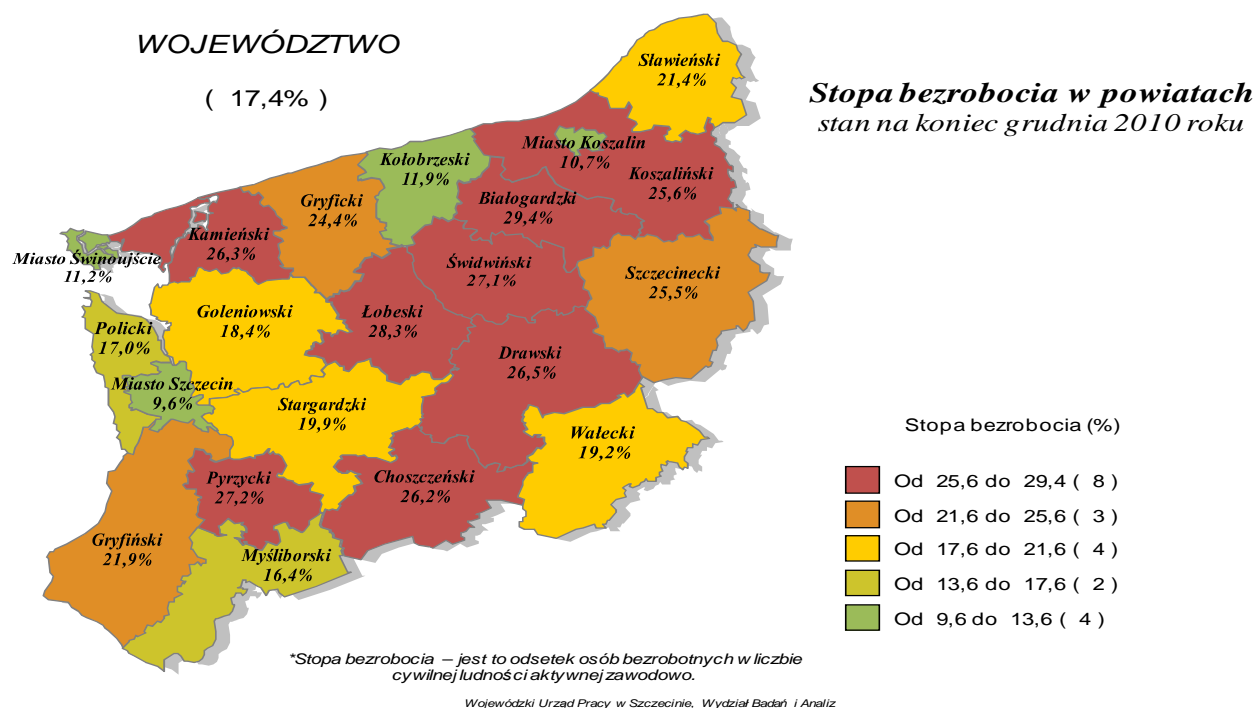 WOJEWÓDZTWO
( 17,4% )
Stopa bezrobocia w powiatach
stan na koniec grudnia 2010 roku
Sławieński
21,4%
Miasto Koszalin
10,7%
Kołobrzeski
11,9%
Koszaliński
25,6%
Gryficki
24,4%
Białogardzki
29,4%
Kamieński
26,3%
Miasto Świnoujście
11,2%
Świdwiński
27,1%
Szczecinecki
25,5%
Goleniowski
18,4%
Łobeski
28,3%
Policki
17,0%
Drawski
26,5%
Miasto Szczecin
9,6%
Stargardzki
19,9%
Wałecki
19,2%
Pyrzycki
27,2%
Choszczeński
26,2%
Gryfiński
21,9%
Myśliborski
16,4%
Stopa bezrobocia (%)
Od 25,6 do 29,4 ( 8 )
Od 21,6 do 25,6 ( 3 )
Od 17,6 do 21,6 ( 4 )
Od 13,6 do 17,6 ( 2 )
Od 9,6 do 13,6 ( 4 )
*Stopa bezrobocia – jest to odsetek osób bezrobotnych w liczbie
cywilnej ludności aktywnej zawodowo.
Wojewódzki Urząd Pracy w Szczecinie, Wydział Badań i Analiz